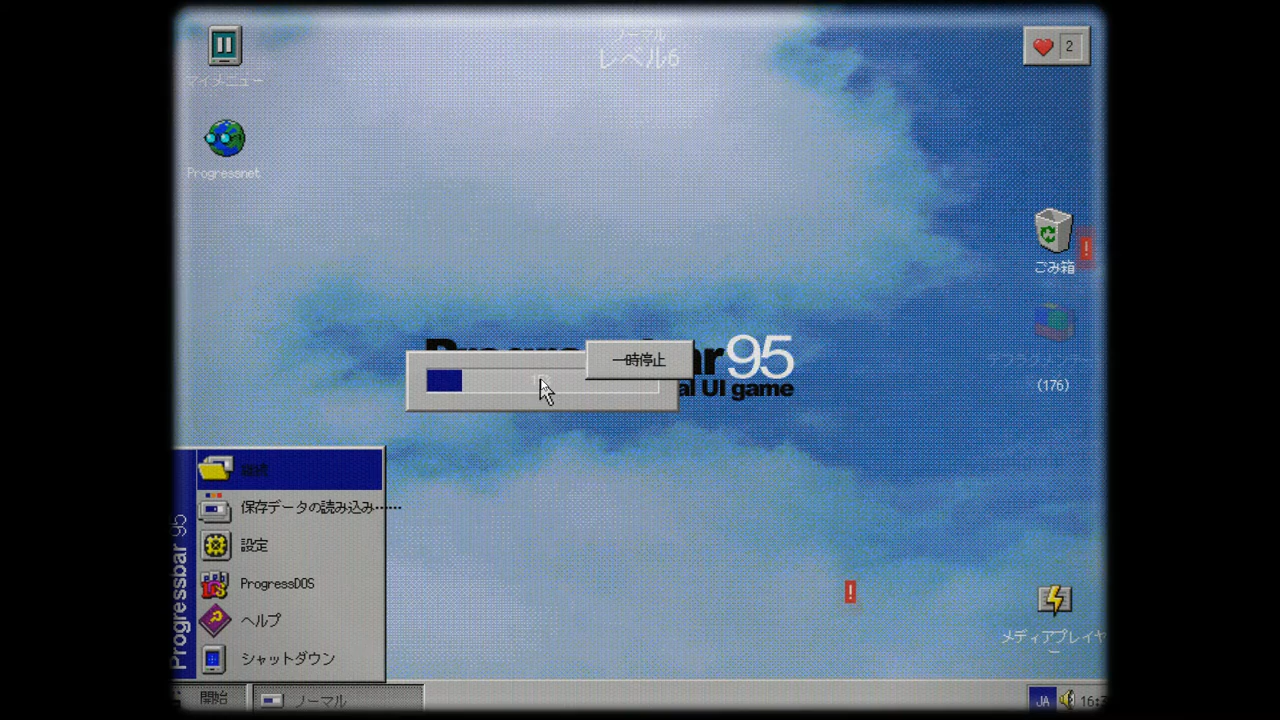 ノーマル
レベル6
2
マイメニュー
Progressnet
ごみ箱
(176)
95
al UI game
一時停止
Progressbar 95
保存データの読み込み……
設定
ProgressDOS
ヘルプ
シャットダウン
メディアプレイヤー
開始
ノーマル
JA